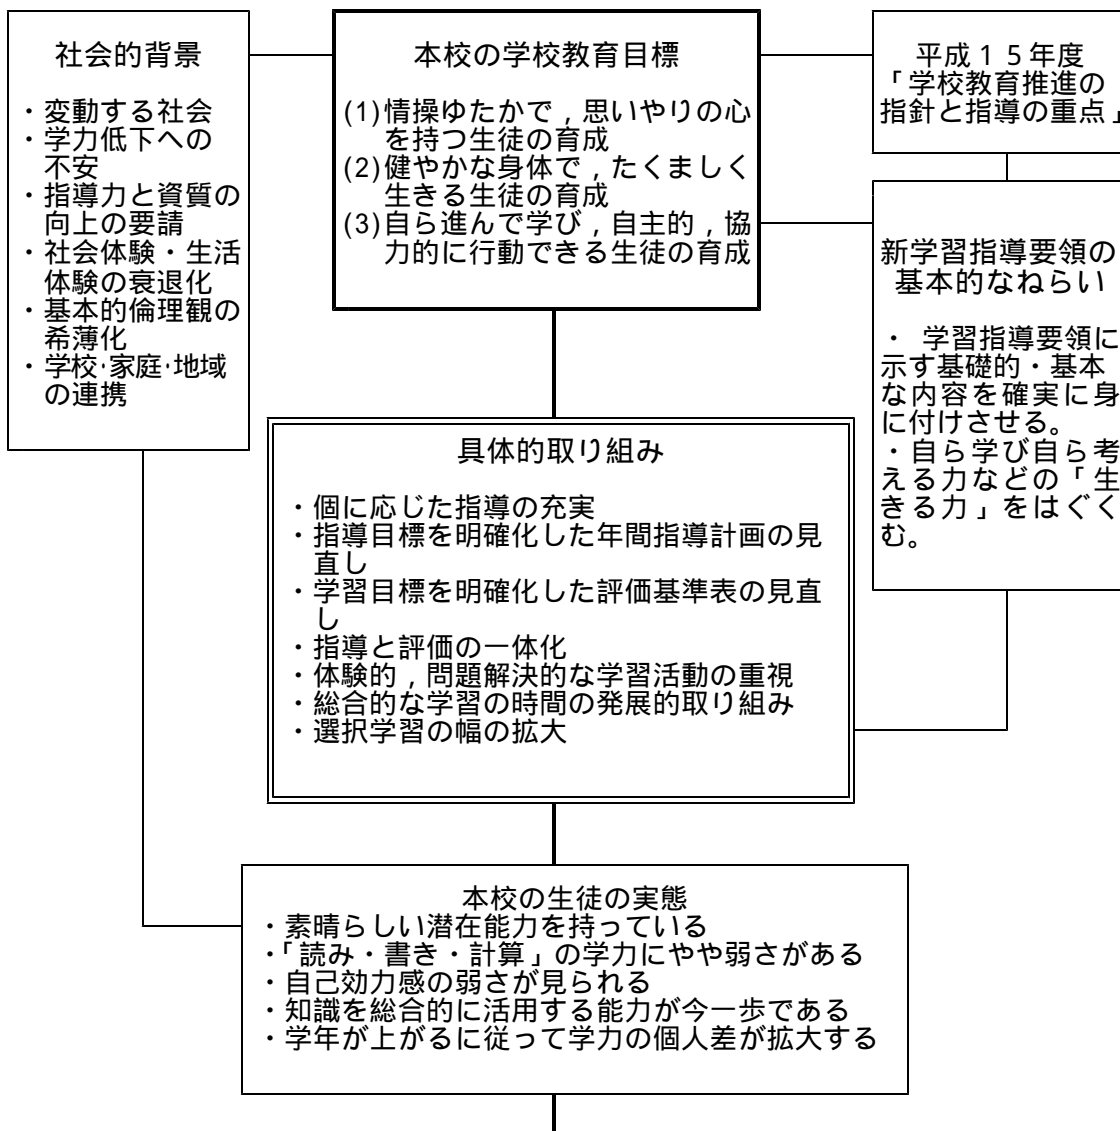 社会的背景
・変動する社会
・学力低下への
不安
・指導力と資質の
向上の要請
・社会体験・生活
体験の衰退化
・基本的倫理観の
希薄化
・学校･家庭･地域
の連携
本校の学校教育目標
(1)情操ゆたかで，思いやりの心
を持つ生徒の育成
(2)健やかな身体で，たくましく
生きる生徒の育成
(3)自ら進んで学び，自主的，協
力的に行動できる生徒の育成
平成１５年度
「学校教育推進の
指針と指導の重点」
新学習指導要領の
基本的なねらい
・ 学習指導要領に
示す基礎的・基本
な内容を確実に身
に付けさせる。
・自ら学び自ら考
える力などの「生
きる力」をはぐく
む。
具体的取り組み
・個に応じた指導の充実
・指導目標を明確化した年間指導計画の見
直し
・学習目標を明確化した評価基準表の見直
し
・指導と評価の一体化
・体験的，問題解決的な学習活動の重視
・総合的な学習の時間の発展的取り組み
・選択学習の幅の拡大
本校の生徒の実態
・素晴らしい潜在能力を持っている
・「読み・書き・計算」の学力にやや弱さがある
・自己効力感の弱さが見られる
・知識を総合的に活用する能力が今一歩である
・学年が上がるに従って学力の個人差が拡大する